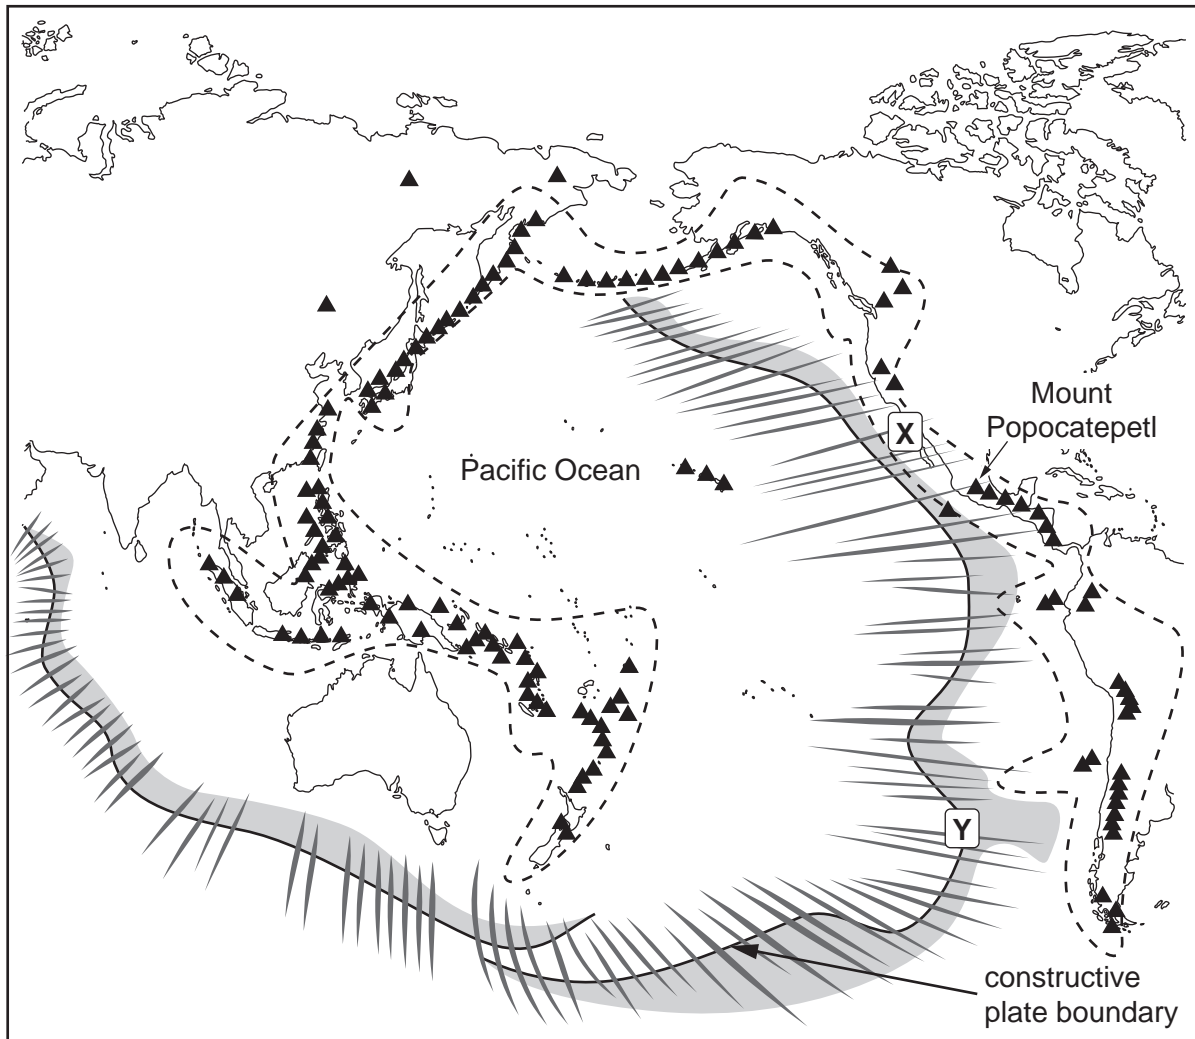 Mount
Popocatepetl
X
Pacific Ocean
Y
constructive
plate boundary